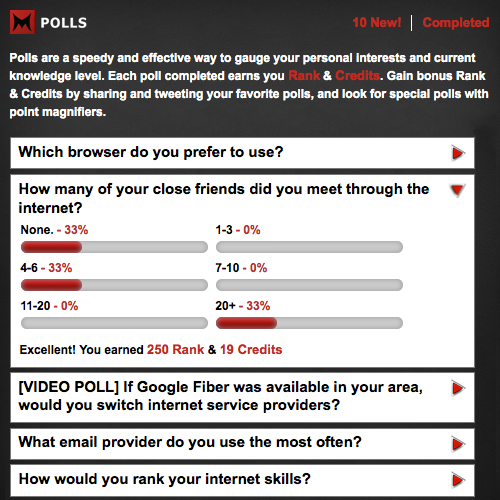 POLLS
10 New! | Completed
Polls are a speedy and effective way to gauge your personal interests and current
knowledge level. Each poll completed earns you Rank & Credits. Gain bonus Rank
& Credits by sharing and tweeting your favorite polls, and look for special polls with
point magnifiers.
Which browser do you prefer to use?
How many of your close friends did you meet through the
internet?
None. - 33%
1-3 - 0%
4-6 - 33%
7-10 - 0%
11-20 - 0%
20+ - 33%
Excellent! You earned 250 Rank & 19 Credits
[VIDEO POLL] If Google Fiber was available in your area,
would you switch internet service providers?
What email provider do you use the most often?
How would you rank your internet skills?